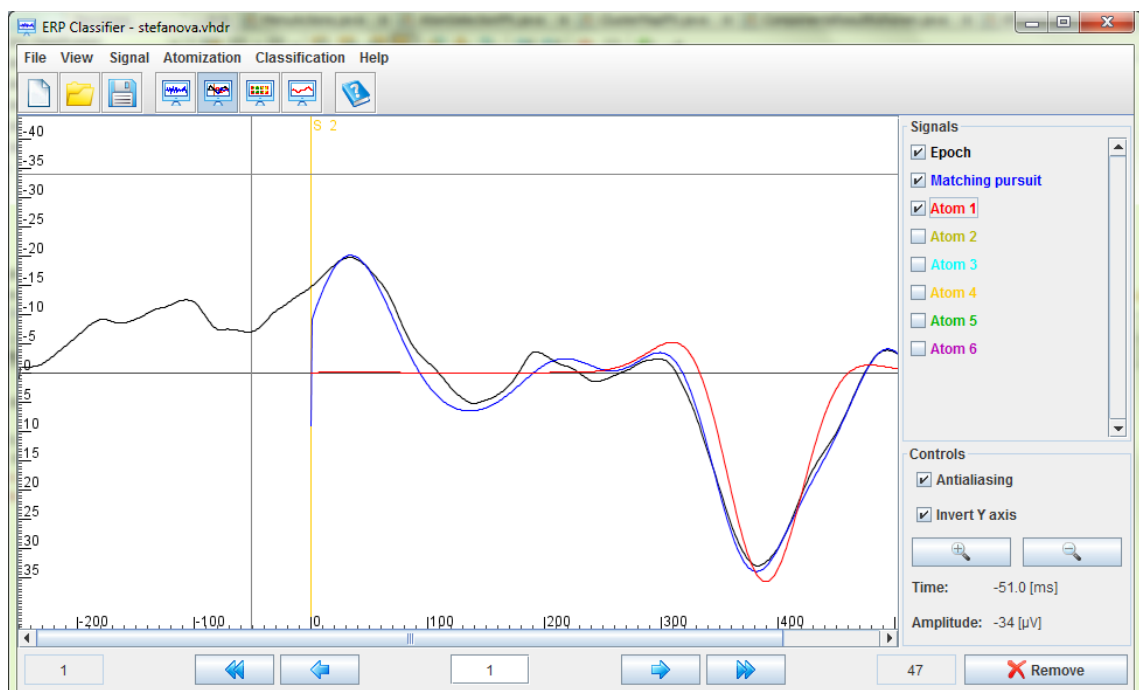 ERP Classifier - stefanova.vhdr
File View Signal Atomization Classification Help
S 2
-40
-35
-30
-25
-20
-15
-10
-5
0
5
10
15
20
25
30
35
-200 -100 0 100 200 300 400
Signals
Epoch
Matching pursuit
Atom 1
Atom 2
Atom 3
Atom 4
Atom 5
Atom 6
Controls
Antialiasing
Invert Y axis
Time: -51.0 [ms]
Amplitude: -34 [µV]
1 1 47 Remove